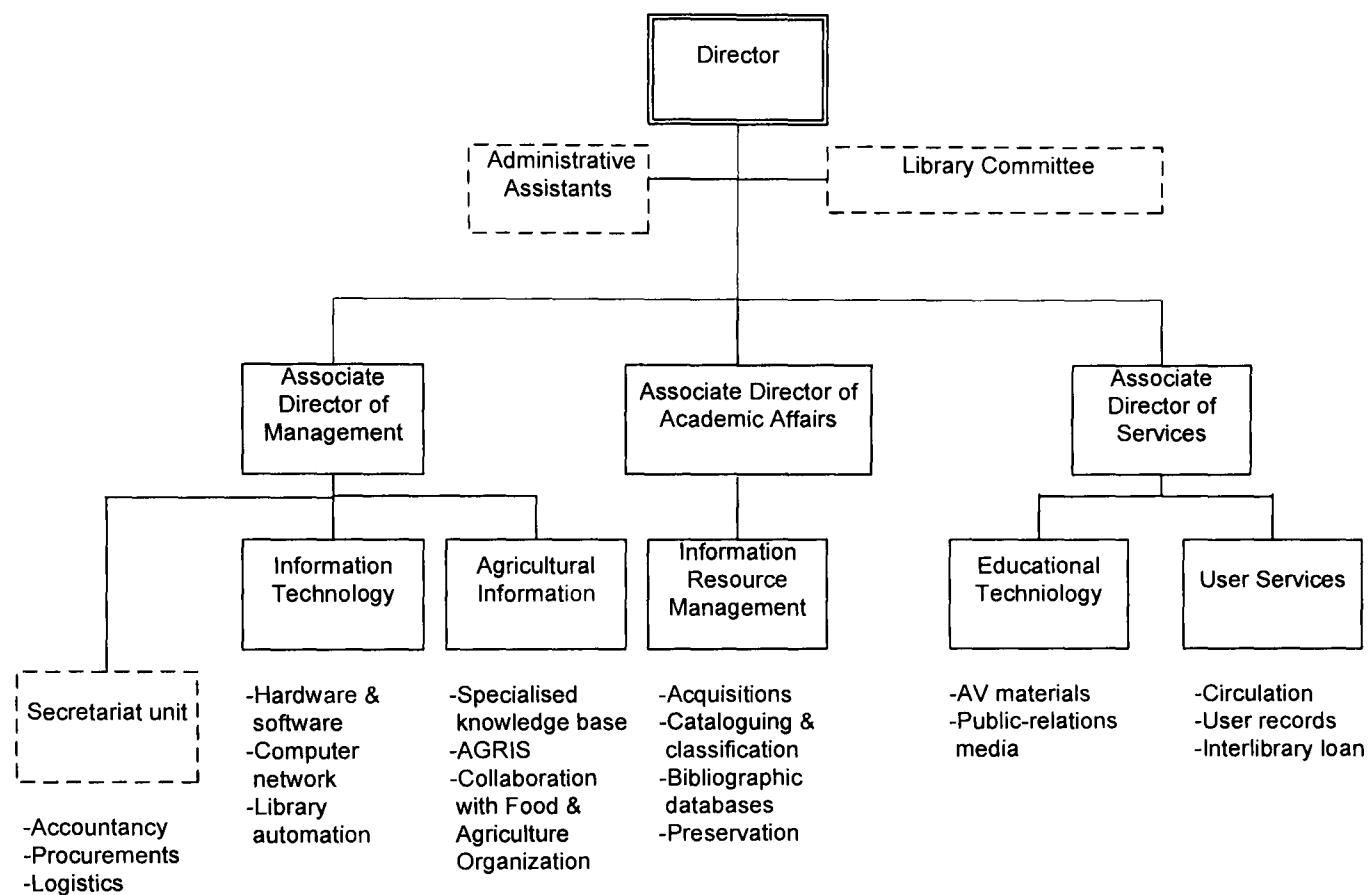 Director
Administrative
Assistants
Library Committee
Associate
Director of
Management
Associate Director of
Academic Affairs
Associate
Director of
Services
Information
Technology
Agricultural
Information
Information
Resource
Management
Educational
Techniology
User Services
Secretariat unit
-Accountancy
-Procurements
-Logistics
-Hardware &
software
-Computer
network
-Library
automation
-Specialised
knowledge base
-AGRIS
-Collaboration
with Food &
Agriculture
Organization
-Acquisitions
-Cataloguing &
classification
-Bibliographic
databases
-Preservation
-AV materials
-Public-relations
media
-Circulation
-User records
-Interlibrary loan